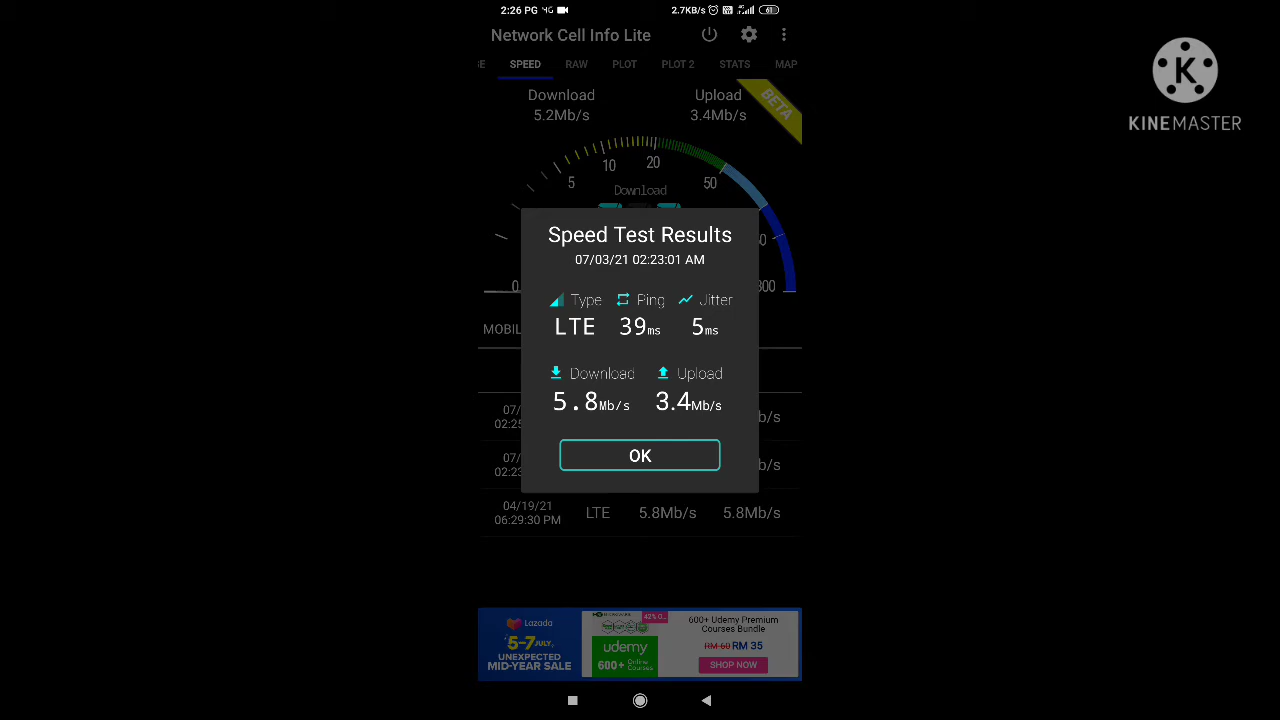 2:26 PG 4G 2.7KB/s 61
Network Cell Info Lite
SPEED RAW PLOT PLOT 2 STATS MAP
Download Upload
5.2Mb/s 3.4Mb/s
BETA
5 10 20 50
Download
0
MOBIL
Speed Test Results
07/03/21 02:23:01 AM
Type Ping Jitter
LTE 39ms 5ms
Download Upload
5.8Mb/s 3.4Mb/s
OK
04/19/21
06:29:30 PM LTE 5.8Mb/s 5.8Mb/s
Lazada
5-7 JULY
UNEXPECTED
MID-YEAR SALE
udemy
600+ Online
Courses
42% O...
600+ Udemy Premium
Courses Bundle
RM 60 RM 35
SHOP NOW
K
KINEMASTER